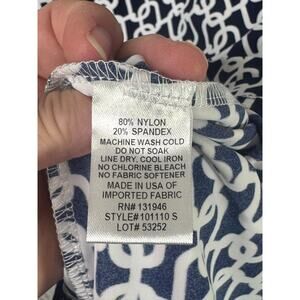 80% NYLON
20% SPANDEX
MACHINE WASH COLD
DO NOT SOAK
LINE DRY. COOL IRON
NO CHLORINE BLEACH
NO FABRIC SOFTENER
MADE IN USA OF
IMPORTED FABRIC
RN# 131946
STYLE# 101110 S
LOT# 53252